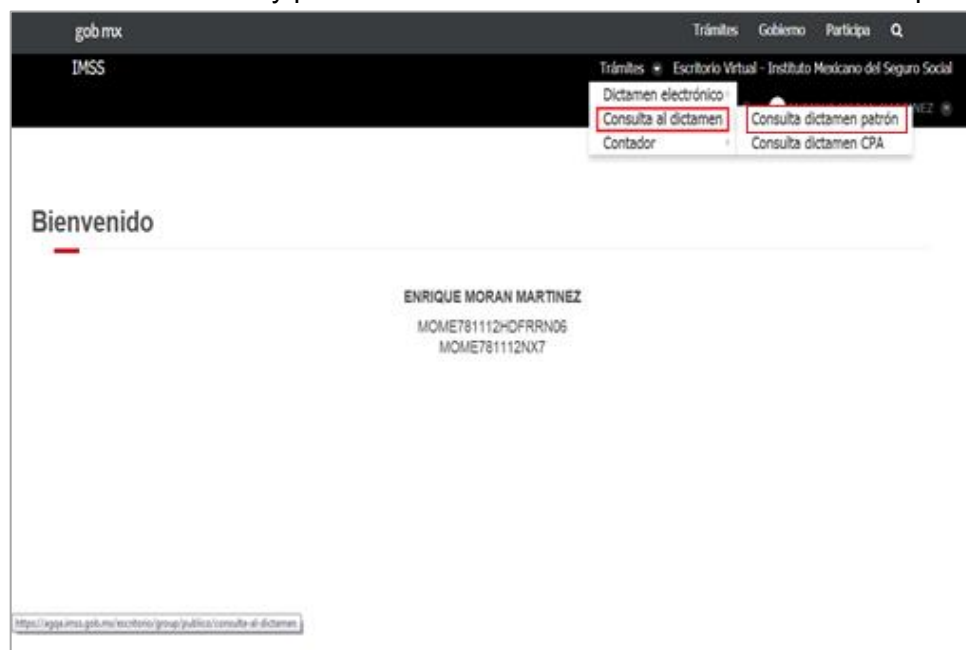 gob mx Trámites Gobierno Participa
IMSS Trámites Escritorio Virtual - Instituto Mexicano del Seguro Social
Dictamen electrónico
Consulta al dictamen Consulta dictamen patrón
Contador Consulta dictamen CPA
Bienvenido
ENRIQUE MORAN MARTINEZ
MOME781112HDFRRN06
MOME781112NX7